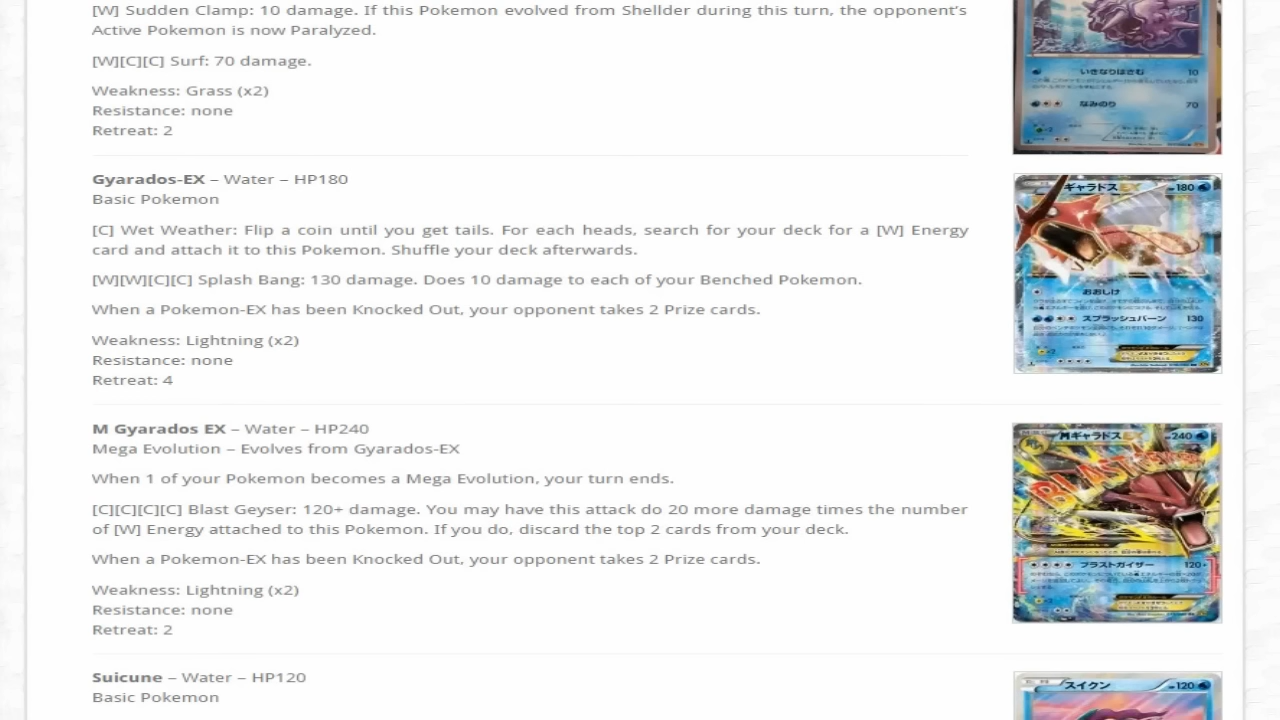 [W] Sudden Clamp: 10 damage. If this Pokemon evolved from Shellder during this turn, the opponent's
Active Pokemon is now Paralyzed.
[W][C][C] Surf: 70 damage.
Weakness: Grass (x2)
Resistance: none
Retreat: 2
いきなりはさむ 10
なみのり 70
Gyarados-EX – Water – HP180
Basic Pokemon
[C] Wet Weather: Flip a coin until you get tails. For each heads, search for your deck for a [W] Energy
card and attach it to this Pokemon. Shuffle your deck afterwards.
[W][W][C][C] Splash Bang: 130 damage. Does 10 damage to each of your Benched Pokemon.
When a Pokemon-EX has been Knocked Out, your opponent takes 2 Prize cards.
Weakness: Lightning (x2)
Resistance: none
Retreat: 4
ギャラドスEX 180
おおしけ
スプラッシュバーン 130
M Gyarados EX – Water – HP240
Mega Evolution – Evolves from Gyarados-EX
When 1 of your Pokemon becomes a Mega Evolution, your turn ends.
[C][C][C][C] Blast Geyser: 120+ damage. You may have this attack do 20 more damage times the number
of [W] Energy attached to this Pokemon. If you do, discard the top 2 cards from your deck.
When a Pokemon-EX has been Knocked Out, your opponent takes 2 Prize cards.
Weakness: Lightning (x2)
Resistance: none
Retreat: 2
MギャラドスEX 240
ブラストガイザー 120+
Suicune – Water – HP120
Basic Pokemon
スイクン 120